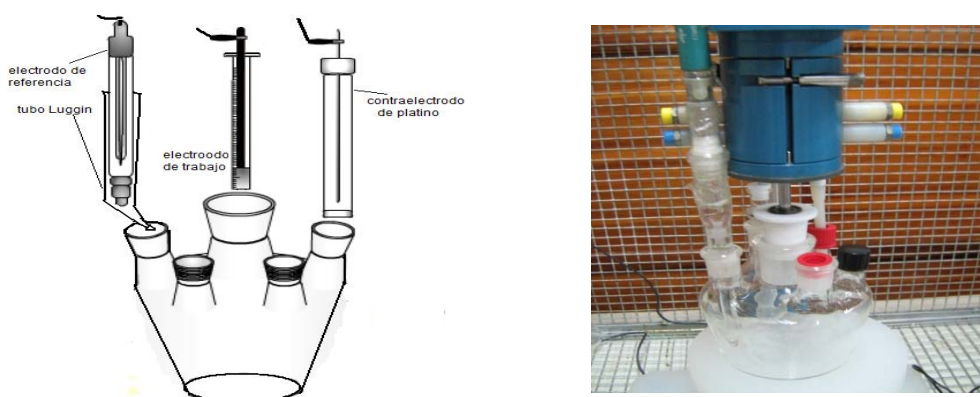 electrodo de
referencia
tubo Luggin
electroodo
de trabajo
contraelectrodo
de platino